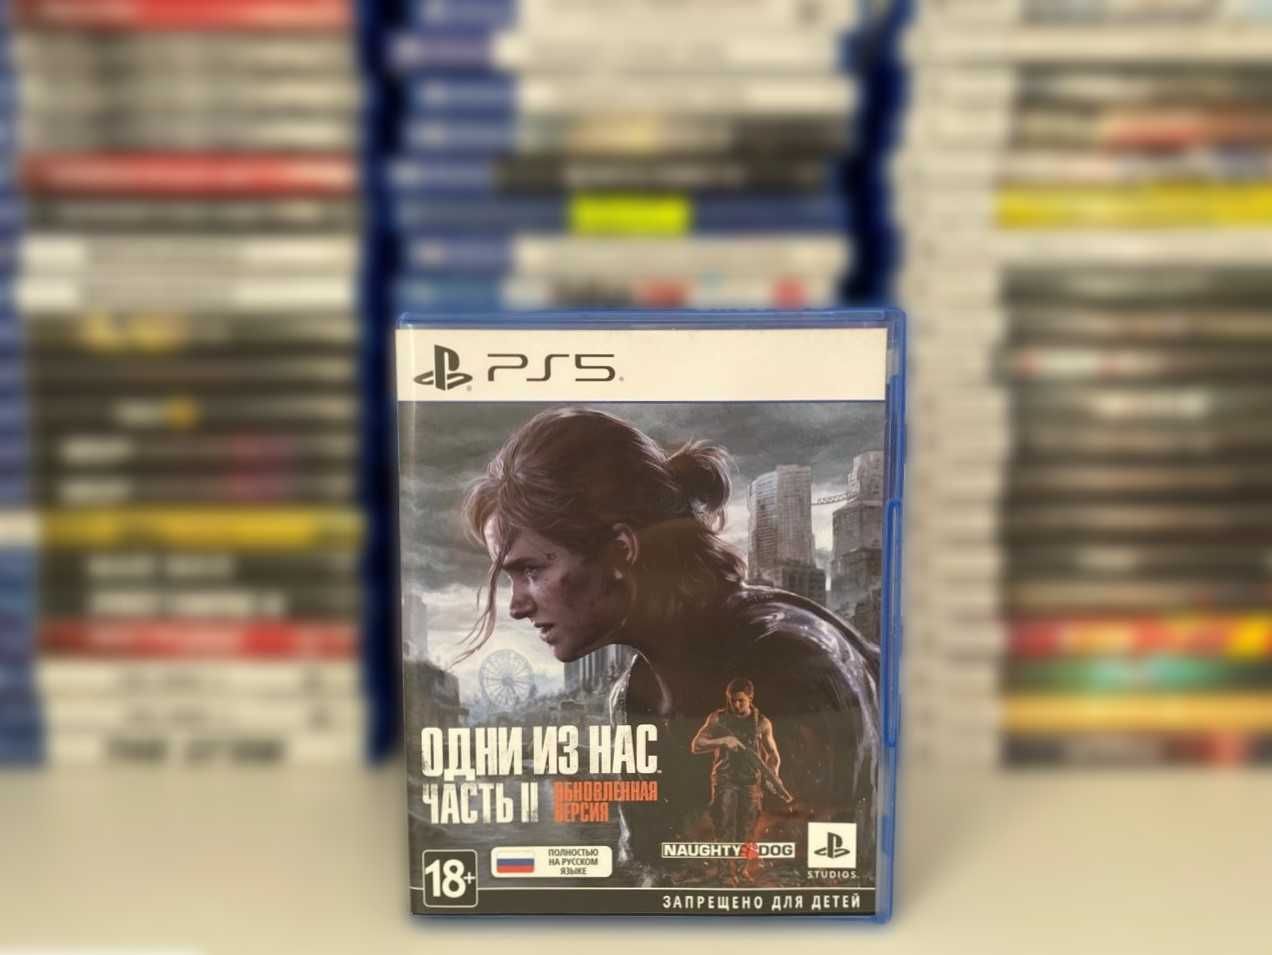 PS5
ОДНИ ИЗ НАС
ЧАСТЬ II
ОБНОВЛЕННАЯ
ВЕРСИЯ
18+
ПОЛНОСТЬЮ
НА РУССКОМ
ЯЗЫКЕ
NAUGHTY DOG
STUDIOS
ЗАПРЕЩЕНО ДЛЯ ДЕТЕЙ